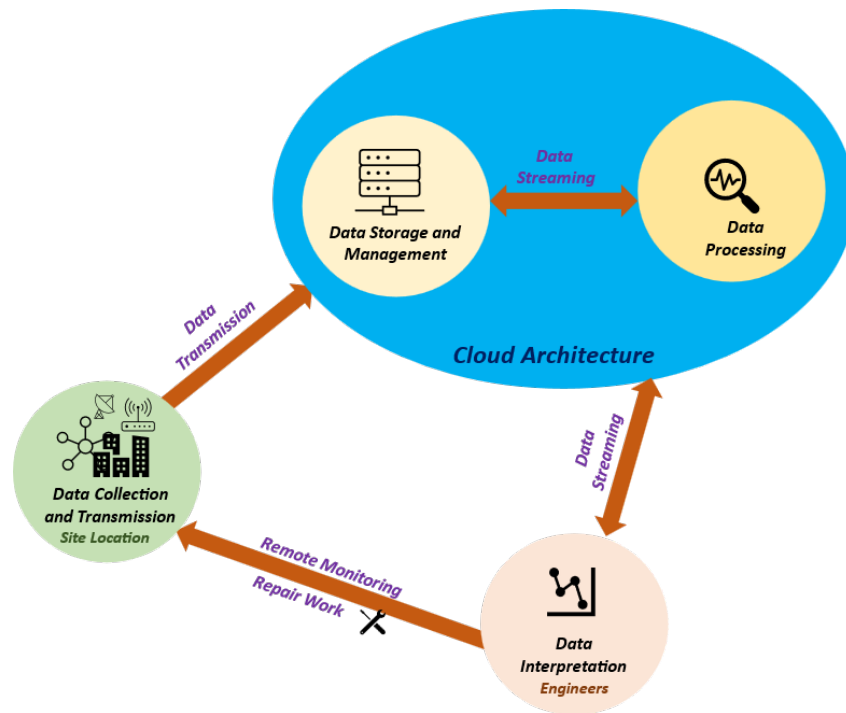 Data Storage and
Management
Data
Streaming
Data
Processing
Cloud Architecture
Data
Transmission
Data Collection
and Transmission
Site Location
Data
Streaming
Remote Monitoring
Repair Work
Data
Interpretation
Engineers